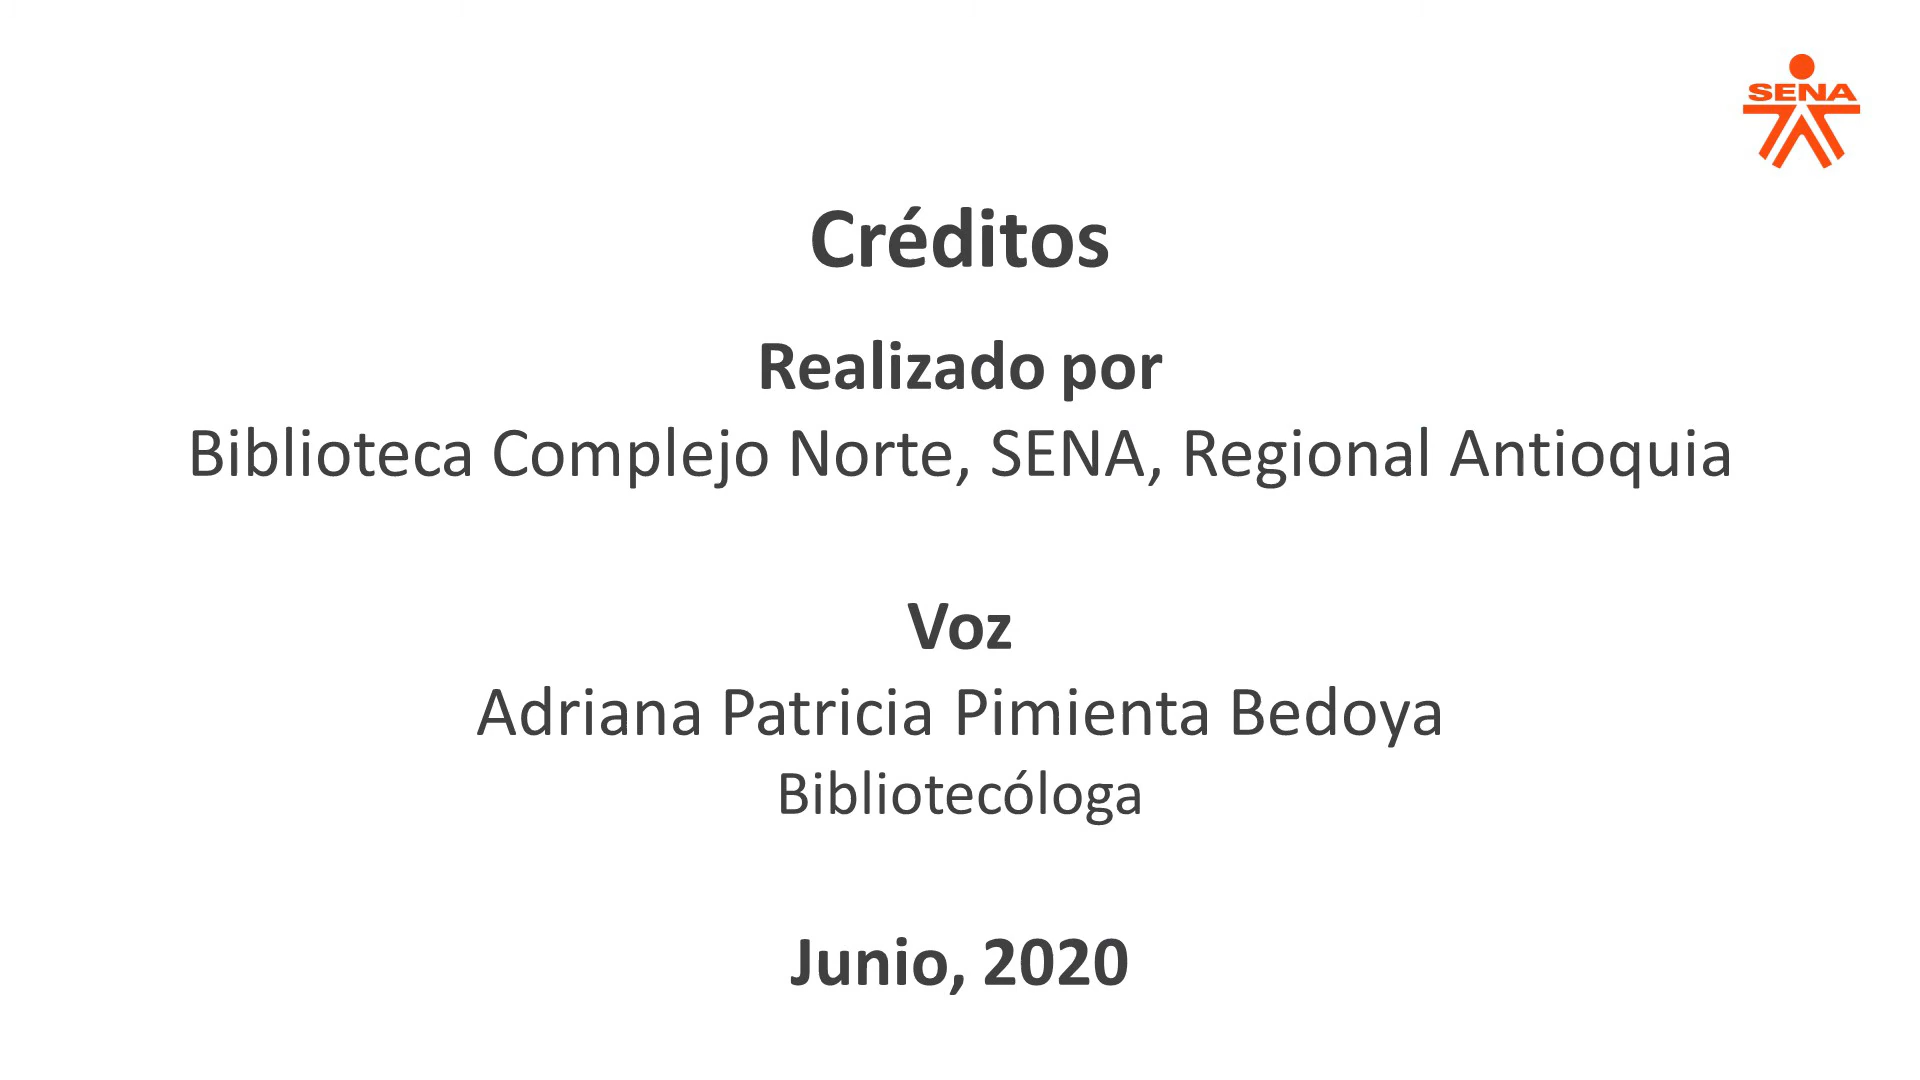 SENA
Créditos
Realizado por
Biblioteca Complejo Norte, SENA, Regional Antioquia
Voz
Adriana Patricia Pimienta Bedoya
Bibliotecóloga
Junio, 2020